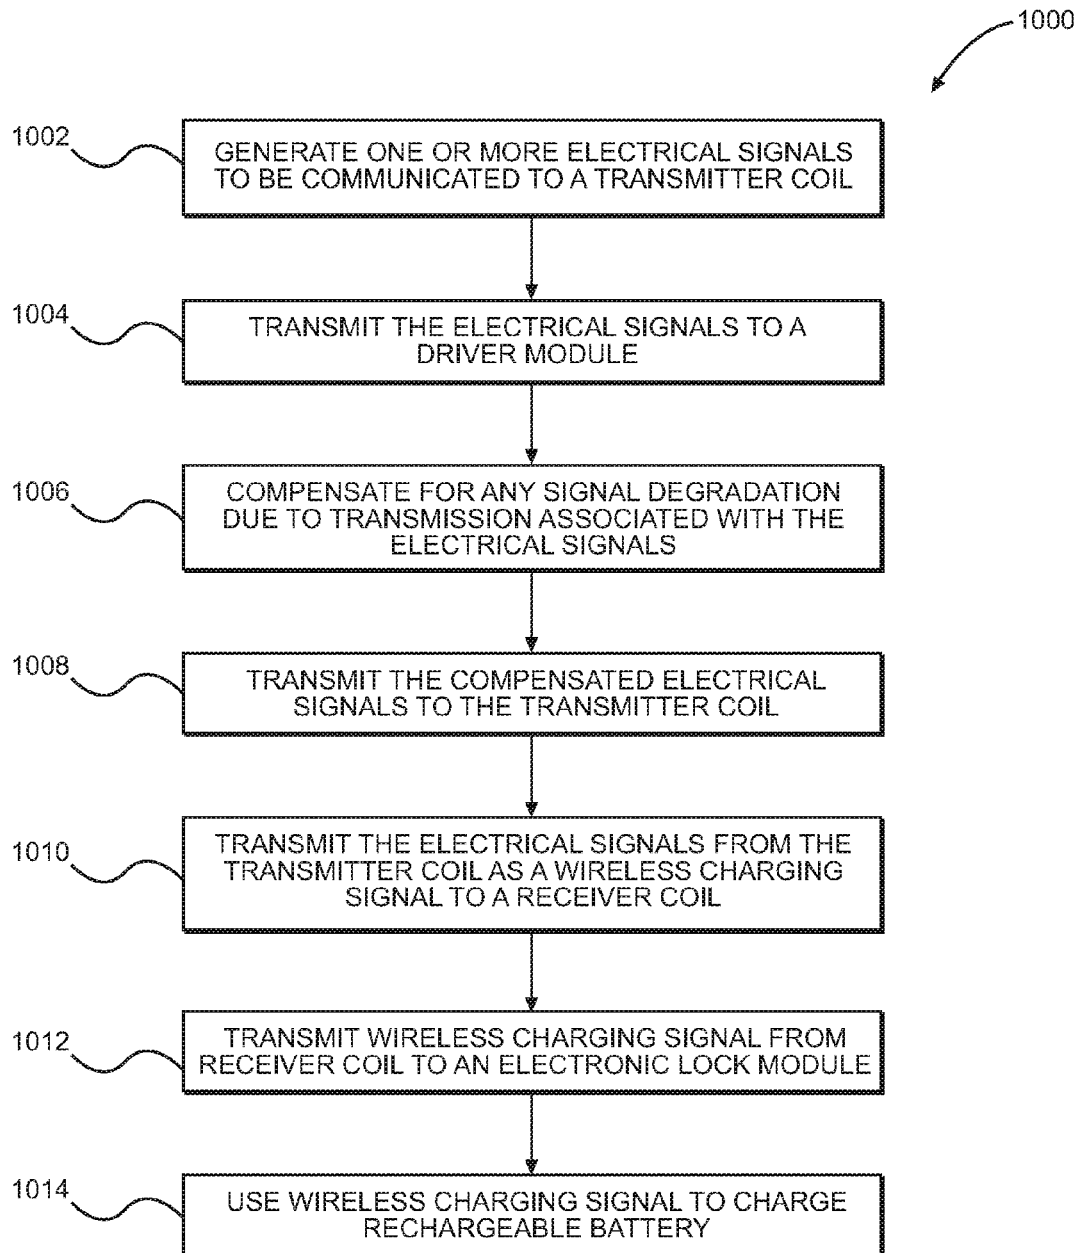 1000
1002
GENERATE ONE OR MORE ELECTRICAL SIGNALS
TO BE COMMUNICATED TO A TRANSMITTER COIL
1004
TRANSMIT THE ELECTRICAL SIGNALS TO A
DRIVER MODULE
1006
COMPENSATE FOR ANY SIGNAL DEGRADATION
DUE TO TRANSMISSION ASSOCIATED WITH THE
ELECTRICAL SIGNALS
1008
TRANSMIT THE COMPENSATED ELECTRICAL
SIGNALS TO THE TRANSMITTER COIL
1010
TRANSMIT THE ELECTRICAL SIGNALS FROM THE
TRANSMITTER COIL AS A WIRELESS CHARGING
SIGNAL TO A RECEIVER COIL
1012
TRANSMIT WIRELESS CHARGING SIGNAL FROM
RECEIVER COIL TO AN ELECTRONIC LOCK MODULE
1014
USE WIRELESS CHARGING SIGNAL TO CHARGE
RECHARGEABLE BATTERY